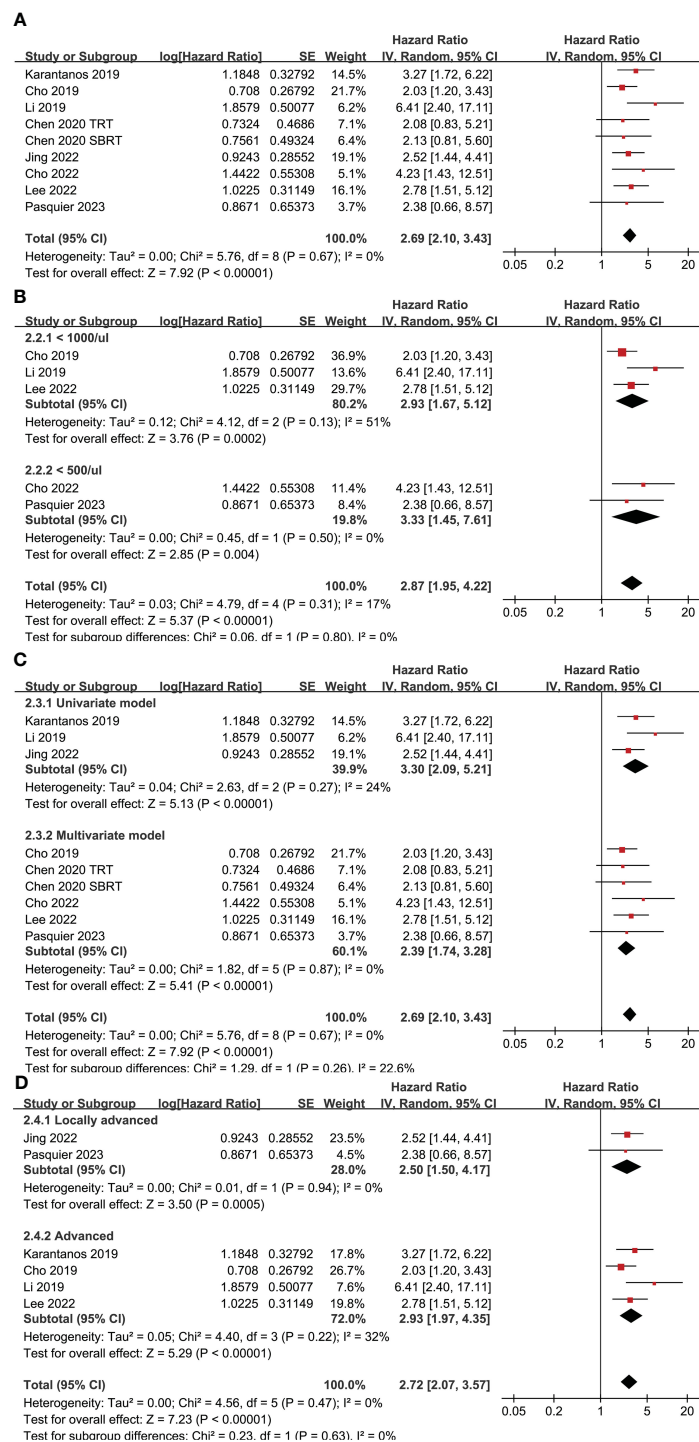 A
Hazard Ratio Hazard Ratio
Study or Subgroup log[Hazard Ratio] SE Weight IV, Random, 95% CI IV, Random, 95% CI
Karantanos 2019 1.1848 0.32792 14.5% 3.27 [1.72, 6.22]
Cho 2019 0.708 0.26792 21.7% 2.03 [1.20, 3.43]
Li 2019 1.8579 0.50077 6.2% 6.41 [2.40, 17.11]
Chen 2020 TRT 0.7324 0.4686 7.1% 2.08 [0.83, 5.21]
Chen 2020 SBRT 0.7561 0.49324 6.4% 2.13 [0.81, 5.60]
Jing 2022 0.9243 0.28552 19.1% 2.52 [1.44, 4.41]
Cho 2022 1.4422 0.55308 5.1% 4.23 [1.43, 12.51]
Lee 2022 1.0225 0.31149 16.1% 2.78 [1.51, 5.12]
Pasquier 2023 0.8671 0.65373 3.7% 2.38 [0.66, 8.57]
Total (95% CI) 100.0% 2.69 [2.10, 3.43]
Heterogeneity: Tau² = 0.00; Chi² = 5.76, df = 8 (P = 0.67); I² = 0%
Test for overall effect: Z = 7.92 (P < 0.00001)
0.05 0.2 1 5 20
B
Hazard Ratio Hazard Ratio
Study or Subgroup log[Hazard Ratio] SE Weight IV, Random, 95% CI IV, Random, 95% CI
2.2.1 < 1000/ul
Cho 2019 0.708 0.26792 36.9% 2.03 [1.20, 3.43]
Li 2019 1.8579 0.50077 13.6% 6.41 [2.40, 17.11]
Lee 2022 1.0225 0.31149 29.7% 2.78 [1.51, 5.12]
Subtotal (95% CI) 80.2% 2.93 [1.67, 5.12]
Heterogeneity: Tau² = 0.12; Chi² = 4.12, df = 2 (P = 0.13); I² = 51%
Test for overall effect: Z = 3.76 (P = 0.0002)
2.2.2 < 500/ul
Cho 2022 1.4422 0.55308 11.4% 4.23 [1.43, 12.51]
Pasquier 2023 0.8671 0.65373 8.4% 2.38 [0.66, 8.57]
Subtotal (95% CI) 19.8% 3.33 [1.45, 7.61]
Heterogeneity: Tau² = 0.00; Chi² = 0.45, df = 1 (P = 0.50); I² = 0%
Test for overall effect: Z = 2.85 (P = 0.004)
Total (95% CI) 100.0% 2.87 [1.95, 4.22]
Heterogeneity: Tau² = 0.03; Chi² = 4.79, df = 4 (P = 0.31); I² = 17%
Test for overall effect: Z = 5.37 (P < 0.00001)
Test for subgroup differences: Chi² = 0.06, df = 1 (P = 0.80), I² = 0%
0.05 0.2 1 5 20
C
Hazard Ratio Hazard Ratio
Study or Subgroup log[Hazard Ratio] SE Weight IV, Random, 95% CI IV, Random, 95% CI
2.3.1 Univariate model
Karantanos 2019 1.1848 0.32792 14.5% 3.27 [1.72, 6.22]
Li 2019 1.8579 0.50077 6.2% 6.41 [2.40, 17.11]
Jing 2022 0.9243 0.28552 19.1% 2.52 [1.44, 4.41]
Subtotal (95% CI) 39.9% 3.30 [2.09, 5.21]
Heterogeneity: Tau² = 0.04; Chi² = 2.63, df = 2 (P = 0.27); I² = 24%
Test for overall effect: Z = 5.13 (P < 0.00001)
2.3.2 Multivariate model
Cho 2019 0.708 0.26792 21.7% 2.03 [1.20, 3.43]
Chen 2020 TRT 0.7324 0.4686 7.1% 2.08 [0.83, 5.21]
Chen 2020 SBRT 0.7561 0.49324 6.4% 2.13 [0.81, 5.60]
Cho 2022 1.4422 0.55308 5.1% 4.23 [1.43, 12.51]
Lee 2022 1.0225 0.31149 16.1% 2.78 [1.51, 5.12]
Pasquier 2023 0.8671 0.65373 3.7% 2.38 [0.66, 8.57]
Subtotal (95% CI) 60.1% 2.39 [1.74, 3.28]
Heterogeneity: Tau² = 0.00; Chi² = 1.82, df = 5 (P = 0.87); I² = 0%
Test for overall effect: Z = 5.41 (P < 0.00001)
Total (95% CI) 100.0% 2.69 [2.10, 3.43]
Heterogeneity: Tau² = 0.00; Chi² = 5.76, df = 8 (P = 0.67); I² = 0%
Test for overall effect: Z = 7.92 (P < 0.00001)
Test for subgroup differences: Chi² = 1.29, df = 1 (P = 0.26), I² = 22.6%
0.05 0.2 1 5 20
D
Hazard Ratio Hazard Ratio
Study or Subgroup log[Hazard Ratio] SE Weight IV, Random, 95% CI IV, Random, 95% CI
2.4.1 Locally advanced
Jing 2022 0.9243 0.28552 23.5% 2.52 [1.44, 4.41]
Pasquier 2023 0.8671 0.65373 4.5% 2.38 [0.66, 8.57]
Subtotal (95% CI) 28.0% 2.50 [1.50, 4.17]
Heterogeneity: Tau² = 0.00; Chi² = 0.01, df = 1 (P = 0.94); I² = 0%
Test for overall effect: Z = 3.50 (P = 0.0005)
2.4.2 Advanced
Karantanos 2019 1.1848 0.32792 17.8% 3.27 [1.72, 6.22]
Cho 2019 0.708 0.26792 26.7% 2.03 [1.20, 3.43]
Li 2019 1.8579 0.50077 7.6% 6.41 [2.40, 17.11]
Lee 2022 1.0225 0.31149 19.8% 2.78 [1.51, 5.12]
Subtotal (95% CI) 72.0% 2.93 [1.97, 4.35]
Heterogeneity: Tau² = 0.05; Chi² = 4.40, df = 3 (P = 0.22); I² = 32%
Test for overall effect: Z = 5.29 (P < 0.00001)
Total (95% CI) 100.0% 2.72 [2.07, 3.57]
Heterogeneity: Tau² = 0.00; Chi² = 4.56, df = 5 (P = 0.47); I² = 0%
Test for overall effect: Z = 7.23 (P < 0.00001)
Test for subgroup differences: Chi² = 0.23, df = 1 (P = 0.63), I² = 0%
0.05 0.2 1 5 20